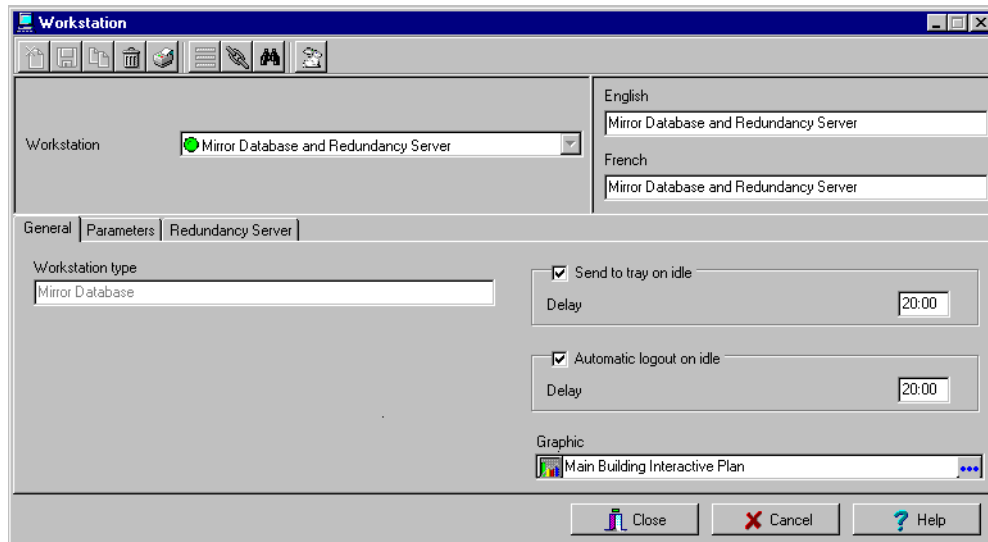 Workstation
Workstation
Mirror Database and Redundancy Server
English
Mirror Database and Redundancy Server
French
Mirror Database and Redundancy Server
General Parameters Redundancy Server
Workstation type
Mirror Database
Send to tray on idle
Delay 20:00
Automatic logout on idle
Delay 20:00
Graphic
Main Building Interactive Plan
Close Cancel Help